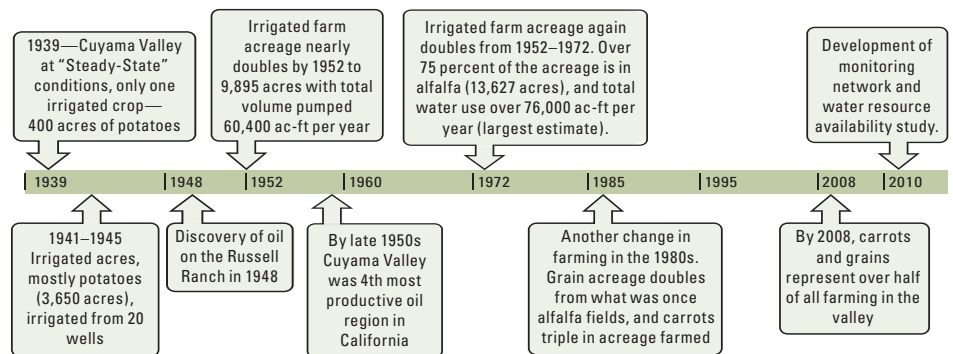 1939—Cuyama Valley
at “Steady-State”
conditions, only one
irrigated crop—
400 acres of potatoes
Irrigated farm
acreage nearly
doubles by 1952 to
9,895 acres with total
volume pumped
60,400 ac-ft per year
Irrigated farm acreage again
doubles from 1952–1972. Over
75 percent of the acreage is in
alfalfa (13,627 acres), and total
water use over 76,000 ac-ft per
year (largest estimate).
Development of
monitoring
network and
water resource
availability study.
1939
1948
1952
1960
1972
1985
1995
2008
2010
1941–1945
Irrigated acres,
mostly potatoes
(3,650 acres),
irrigated from 20
wells
Discovery of oil
on the Russell
Ranch in 1948
By late 1950s
Cuyama Valley
was 4th most
productive oil
region in
California
Another change in
farming in the 1980s.
Grain acreage doubles
from what was once
alfalfa fields, and carrots
triple in acreage farmed
By 2008, carrots
and grains
represent over half
of all farming in the
valley